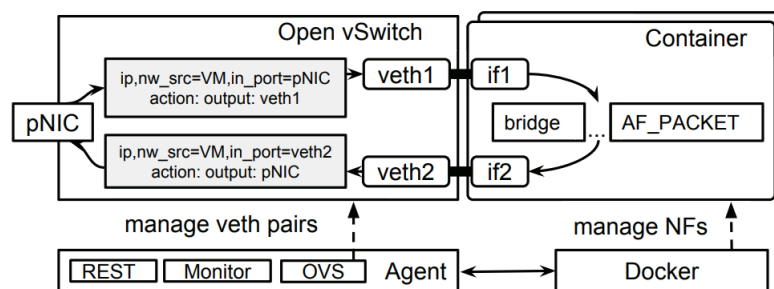 Open vSwitch
Container
ip,nw_src=VM,in_port=pNIC
action: output: veth1
veth1
if1
pNIC
bridge
...
AF_PACKET
ip,nw_src=VM,in_port=veth2
action: output: pNIC
veth2
if2
manage veth pairs
manage NFs
REST
Monitor
OVS
Agent
Docker